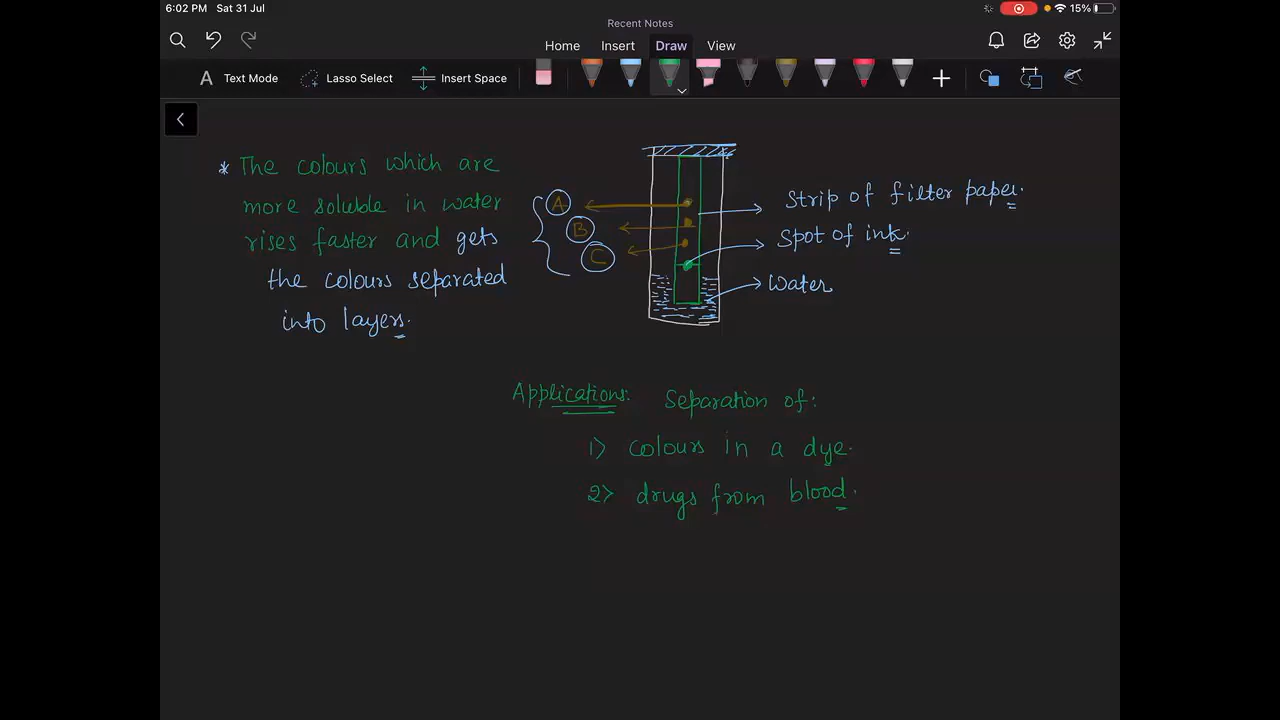 6:02 PM Sat 31 Jul
15%
Recent Notes
Home Insert Draw View
A Text Mode Lasso Select Insert Space
* The colours which are
more soluble in water
rises faster and gets
the colours separated
into layers.
A
B
C
Strip of filter paper.
Spot of ink.
Water
Applications: Separation of:
1) colours in a dye.
2) drugs from blood.